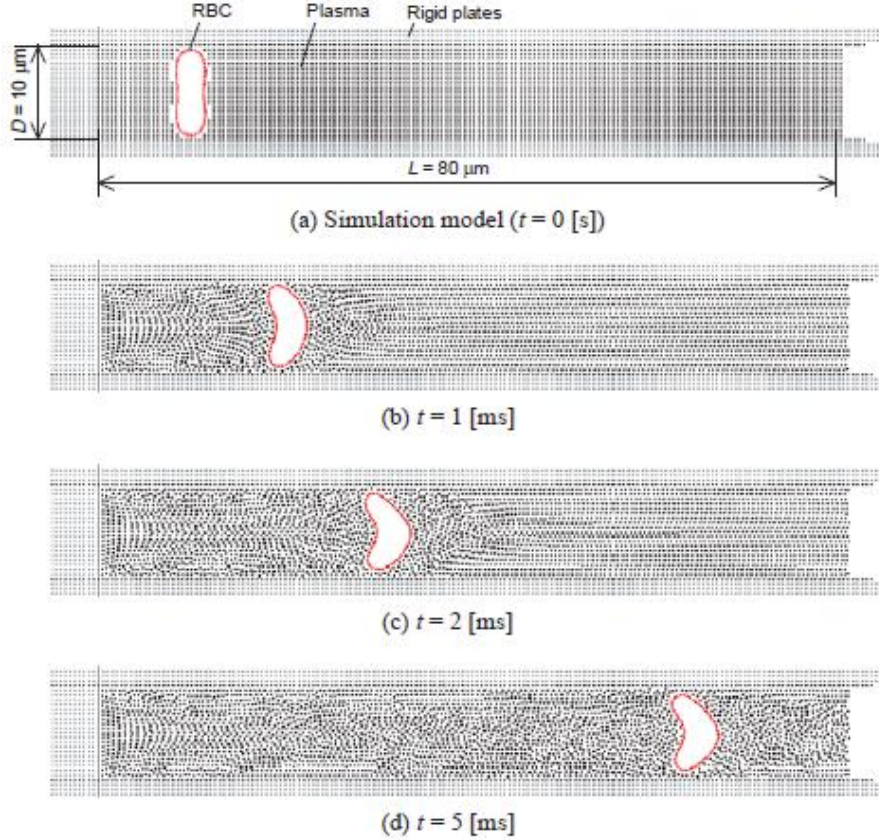 RBC Plasma Rigid plates
D = 10 μm
L = 80 μm
(a) Simulation model (t = 0 [s])
(b) t = 1 [ms]
(c) t = 2 [ms]
(d) t = 5 [ms]